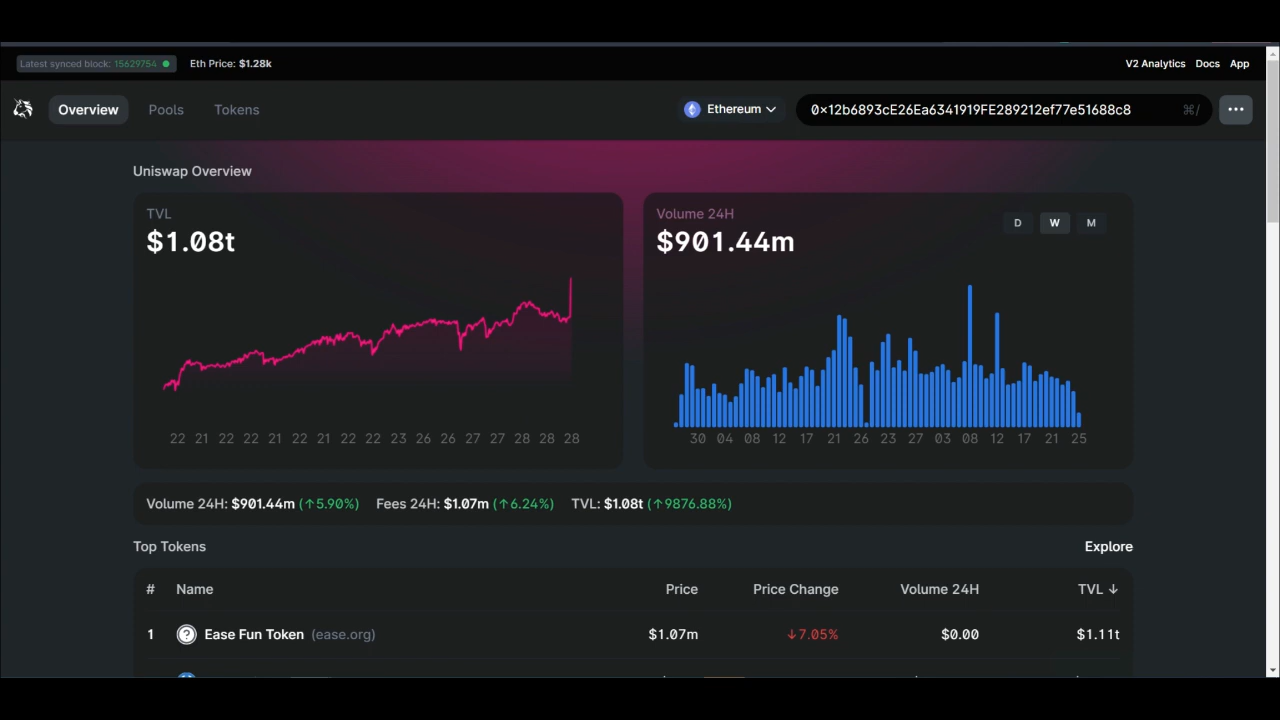 Latest synced block: 15629754 Eth Price: $1.28k V2 Analytics Docs App
Overview Pools Tokens Ethereum 0x12b6893cE26Ea6341919FE289212ef77e51688c8 ⌘/ ...
Uniswap Overview
TVL
$1.08t
22 21 22 22 21 22 21 22 22 23 26 26 27 27 28 28 28
Volume 24H
$901.44m
D W M
30 04 08 12 17 21 26 23 27 03 08 12 17 21 25
Volume 24H: $901.44m (↑5.90%) Fees 24H: $1.07m (↑6.24%) TVL: $1.08t (↑9876.88%)
Top Tokens Explore
# Name Price Price Change Volume 24H TVL ↓
1 Ease Fun Token (ease.org) $1.07m ↓7.05% $0.00 $1.11t